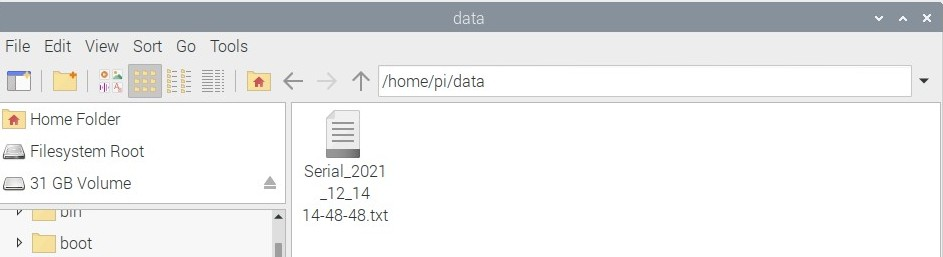 data
File Edit View Sort Go Tools
/home/pi/data
Home Folder
Filesystem Root
31 GB Volume
bin
boot
Serial_2021
_12_14
14-48-48.txt